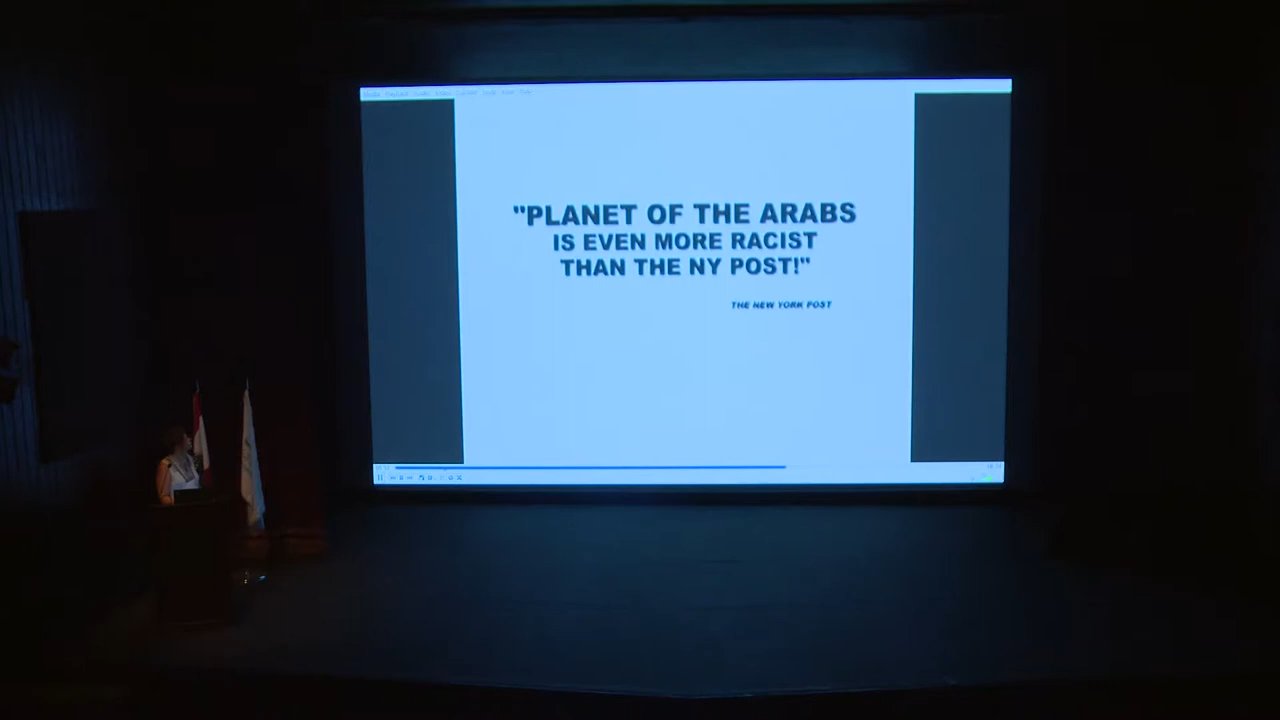 "PLANET OF THE ARABS
IS EVEN MORE RACIST
THAN THE NY POST!"
THE NEW YORK POST